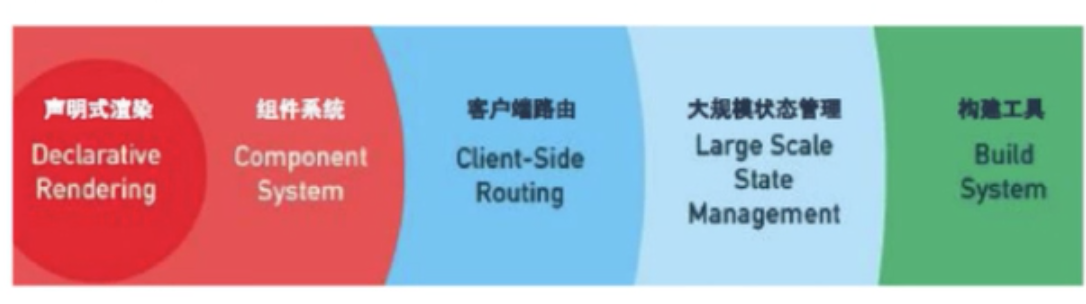 声明式渲染
Declarative
Rendering
组件系统
Component
System
客户端路由
Client-Side
Routing
大规模状态管理
Large Scale
State
Management
构建工具
Build
System